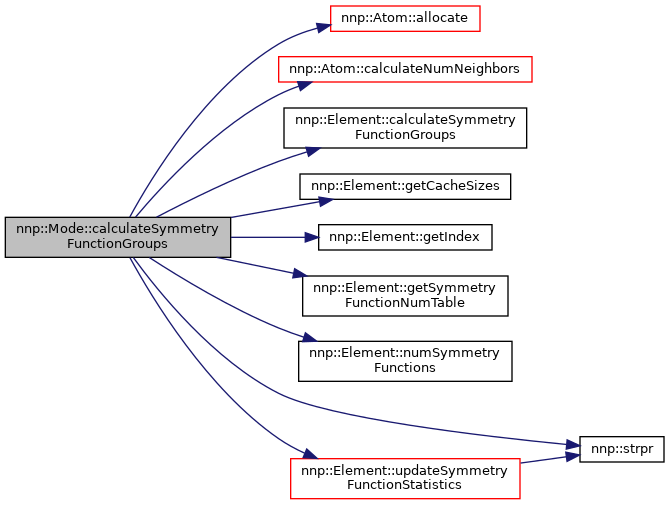 nnp::Atom::allocate
nnp::Atom::calculateNumNeighbors
nnp::Element::calculateSymmetry
FunctionGroups
nnp::Element::getCacheSizes
nnp::Mode::calculateSymmetry
FunctionGroups
nnp::Element::getIndex
nnp::Element::getSymmetry
FunctionNumTable
nnp::Element::numSymmetry
Functions
nnp::strpr
nnp::Element::updateSymmetry
FunctionStatistics